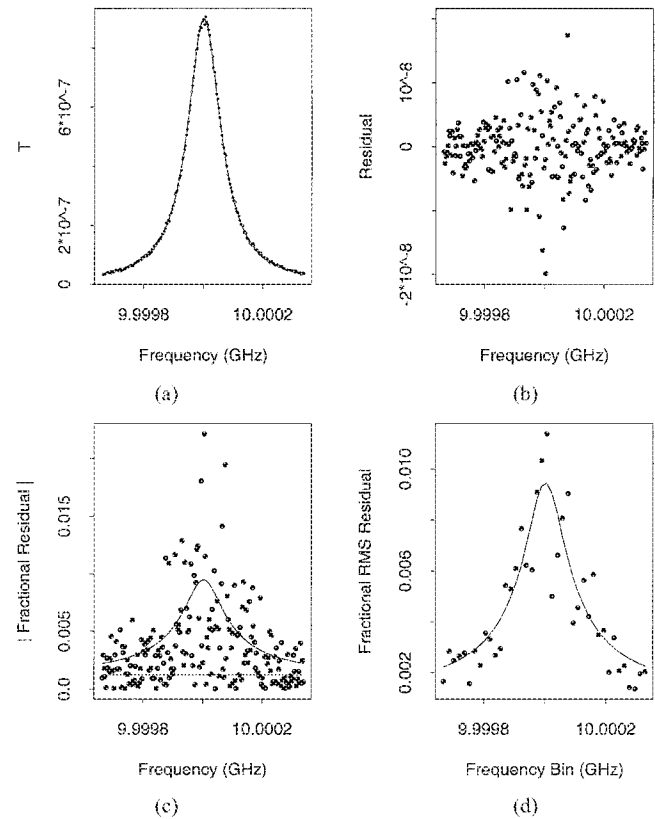 T
6*10^-7
2*10^-7
0
9.9998
10.0002
Frequency (GHz)
(a)
Residual
10^-8
0
-2*10^-8
9.9998
10.0002
Frequency (GHz)
(b)
| Fractional Residual |
0.015
0.005
0.0
9.9998
10.0002
Frequency (GHz)
(c)
Fractional RMS Residual
0.010
0.006
0.002
9.9998
10.0002
Frequency Bin (GHz)
(d)